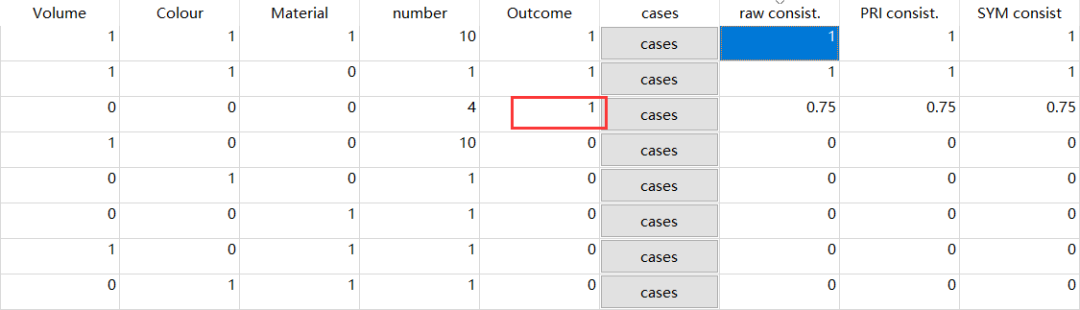 Volume Colour Material number Outcome cases raw consist. PRI consist. SYM consist
1 1 1 10 1 cases 1 1 1
1 1 0 1 1 cases 1 1 1
0 0 0 4 1 cases 0.75 0.75 0.75
1 0 0 10 0 cases 0 0 0
0 1 0 1 0 cases 0 0 0
0 0 1 1 0 cases 0 0 0
1 0 1 1 0 cases 0 0 0
0 1 1 1 0 cases 0 0 0